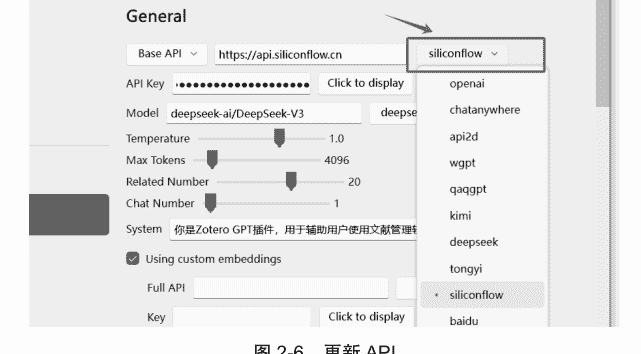 General
Base API https://api.siliconflow.cn siliconflow
API Key Click to display openai
chatanywhere
Model deepseek-ai/DeepSeek-V3 deepse
api2d
Temperature 1.0
wgpt
Max Tokens 4096
Related Number 20 qaqgpt
Chat Number 1 kimi
System 你是Zotero GPT插件，用于辅助用户使用文献管理 deepseek
Using custom embeddings tongyi
Full API siliconflow
Key Click to display baidu
图 2-6 更新 API